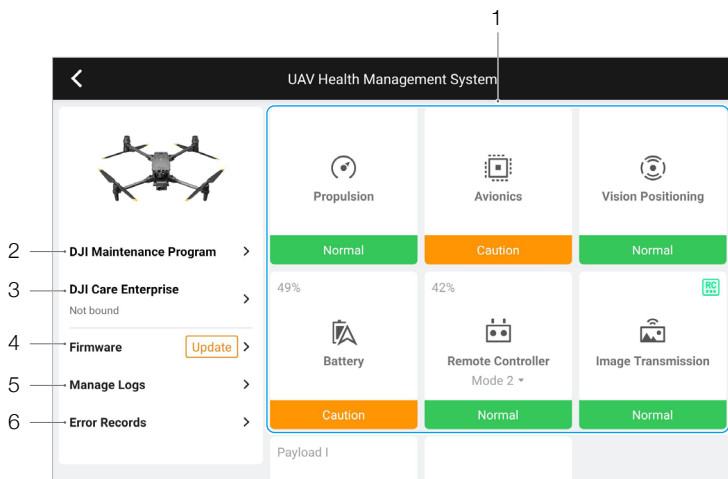 1
UAV Health Management System
Propulsion
Normal
Avionics
Caution
Vision Positioning
Normal
2
DJI Maintenance Program
3
DJI Care Enterprise
Not bound
4
Firmware
Update
5
Manage Logs
6
Error Records
49%
Battery
Caution
42%
Remote Controller
Mode 2
Normal
RC
Image Transmission
Normal
Payload I